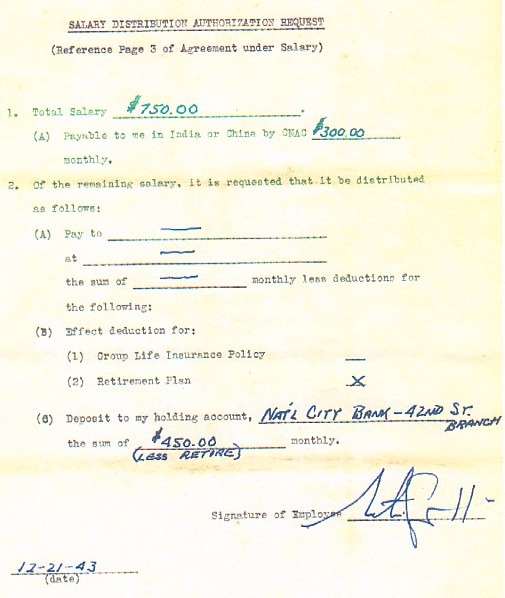 SALARY DISTRIBUTION AUTHORIZATION REQUEST
(Reference Page 3 of Agreement under Salary)
1. Total Salary $750.00.
(A) Payable to me in India or China by CNAC $300.00
monthly.
2. Of the remaining salary, it is requested that it be distributed
as follows:
(A) Pay to —
at —
the sum of — monthly less deductions for
the following:
(B) Effect deduction for:
(1) Group Life Insurance Policy —
(2) Retirement Plan X
(C) Deposit to my holding account, NAT'L CITY BANK - 42ND ST.
BRANCH
the sum of $450.00 monthly.
(LESS RETIRE)
Signature of Employee
12-21-43
(date)